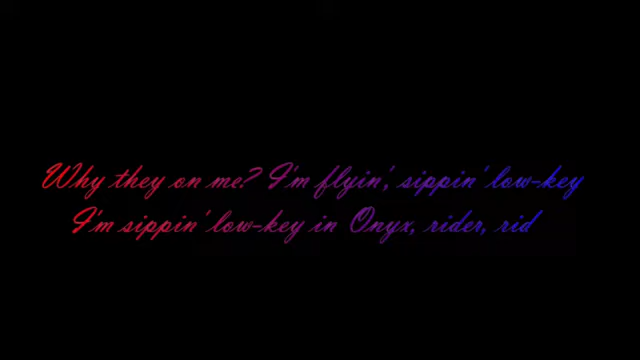 Why they on me? I'm flyin', sippin' low-key
I'm sippin' low-key in Onyx, rider, rid